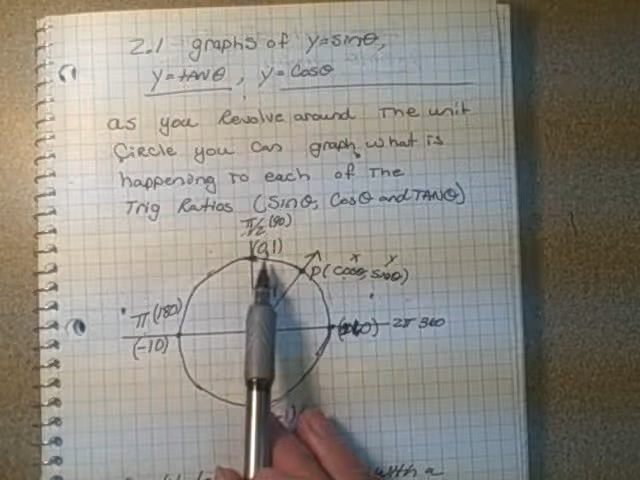 2.1 graphs of y=sinθ,
y=tANθ, y=Cosθ
as you Revolve around The unit
Circle you Can graph what is
happening to each of The
Trig Ratios (Sinθ, Cosθ and TANθ)
π/2 (90)
(0,1)
x y
P(cosθ, sinθ)
π (180)
2π 360
(-1 0)
with a